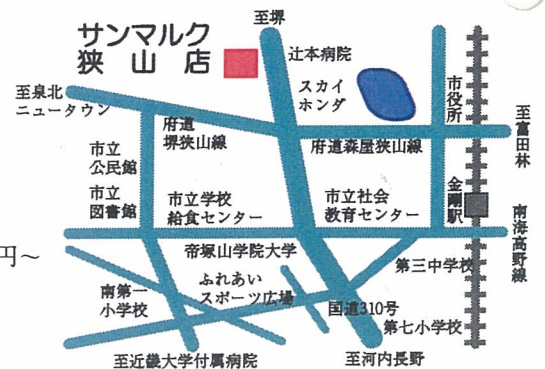 至堺
サンマルク
狭山店
辻本病院
スカイ
ホンダ
市役所
至泉北
ニュータウン
至富田林
府道
堺狭山線
府道森屋狭山線
市立
公民館
市立
図書館
市立学校
給食センター
市立社会
教育センター
金剛駅
南海高野線
帝塚山学院大学
円~
第三中学校
ふれあい
スポーツ広場
南第一
小学校
国道310号
第七小学校
至近畿大学付属病院
至河内長野